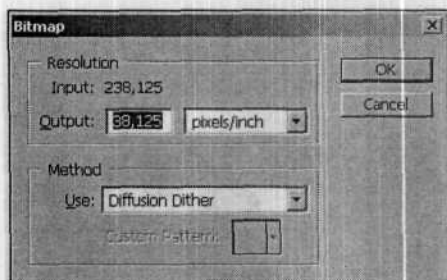 Bitmap
Resolution
Input: 238,125
Output: 38,125 pixels/inch
Method
Use: Diffusion Dither
Custom Pattern:
OK
Cancel